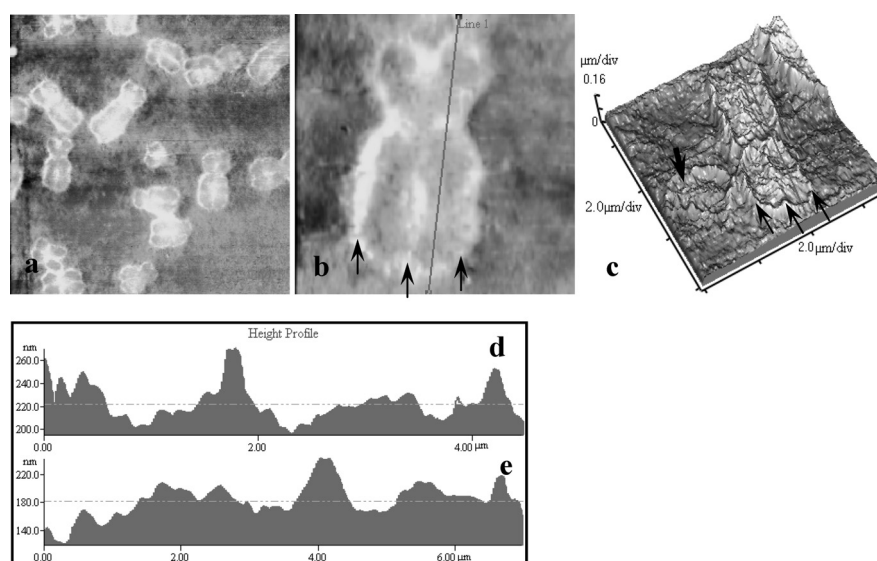 a
b
Line 1
c
µm/div
0.16
0
2.0µm/div
2.0µm/div
Height Profile
d
nm
260.0
240.0
220.0
200.0
0.00
2.00
4.00
µm
e
220.0
180.0
140.0
0.00
2.00
4.00
6.00
µm